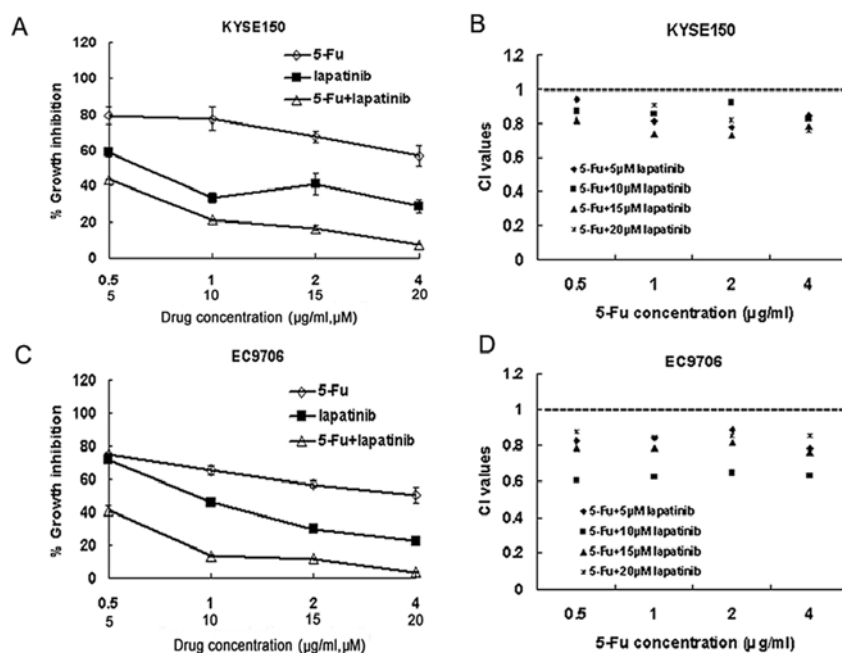 A
KYSE150
5-Fu
lapatinib
5-Fu+lapatinib
% Growth inhibition
120
100
80
60
40
20
0
0.5 1 2 4
5 10 15 20
Drug concentration (µg/ml,µM)
B
KYSE150
CI values
1.2
1
0.8
0.6
0.4
0.2
0
5-Fu+5µM lapatinib
5-Fu+10µM lapatinib
5-Fu+15µM lapatinib
5-Fu+20µM lapatinib
0.5 1 2 4
5-Fu concentration (µg/ml)
C
EC9706
5-Fu
lapatinib
5-Fu+lapatinib
% Growth inhibition
120
100
80
60
40
20
0
0.5 1 2 4
5 10 15 20
Drug concentration (µg/ml,µM)
D
EC9706
CI values
1.2
1
0.8
0.6
0.4
0.2
0
5-Fu+5µM lapatinib
5-Fu+10µM lapatinib
5-Fu+15µM lapatinib
5-Fu+20µM lapatinib
0.5 1 2 4
5-Fu concentration (µg/ml)